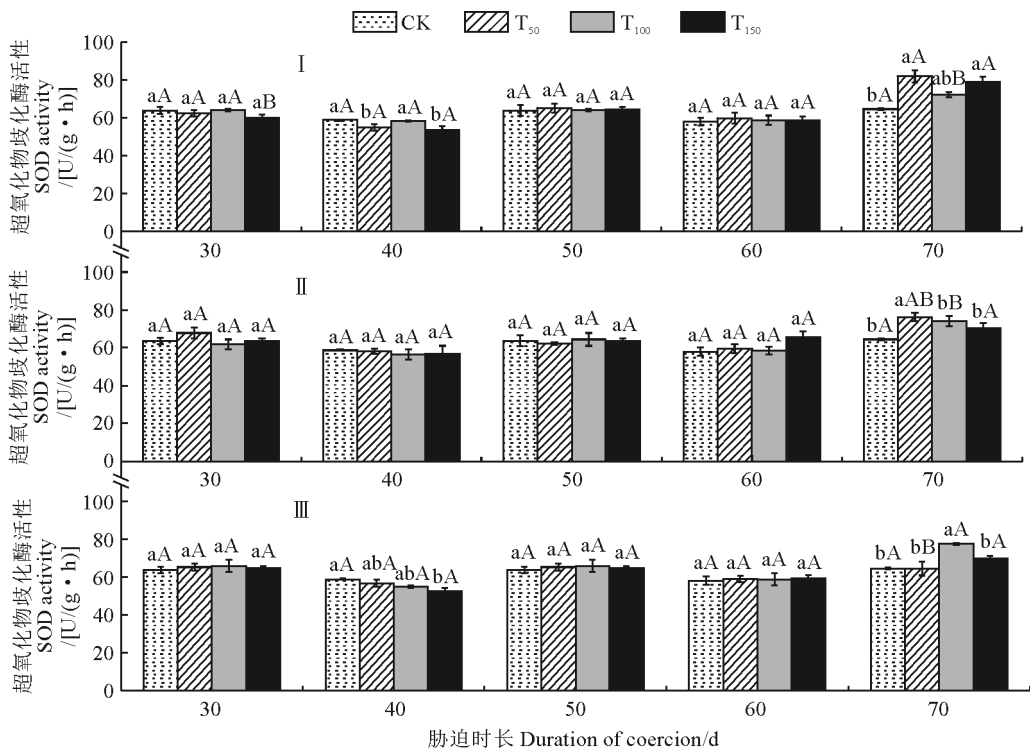 CK T₅₀ T₁₀₀ T₁₅₀
超氧化物歧化酶活性
SOD activity
/[U/(g·h)]
100
80
60
40
20
0
Ⅰ
aA aA aA aB
aA bA aA bA
aA aA aA aA
aA aA aA aA
bA aA abB aA
30 40 50 60 70
超氧化物歧化酶活性
SOD activity
/[U/(g·h)]
100
80
60
40
20
0
Ⅱ
aA aA aA aA
aA aA aA aA
aA aA aA aA
aA aA aA aA
bA aAB bB bA
30 40 50 60 70
超氧化物歧化酶活性
SOD activity
/[U/(g·h)]
100
80
60
40
20
0
Ⅲ
aA aA aA aA
aA abA abA bA
aA aA aA aA
aA aA aA aA
bA bB aA bA
30 40 50 60 70
胁迫时长 Duration of coercion/d